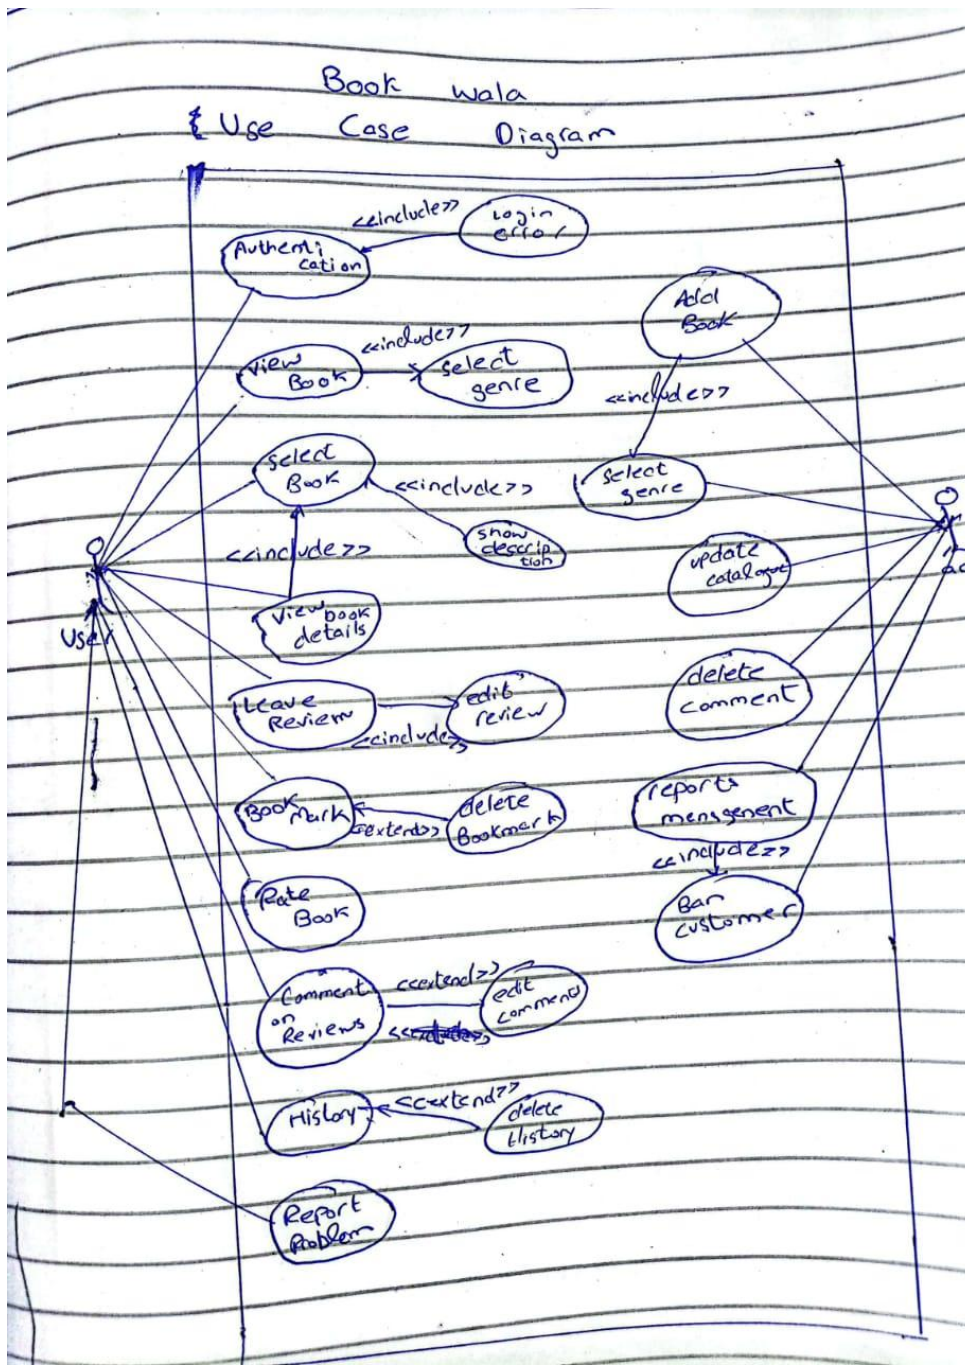 Book wala
Use Case Diagram
<<include>>
Login
error
Authenti
cation
Add
Book
<<include>>
View
Book
select
genre
<<include>>
select
Book
<<include>>
select
genre
show
descrip
tion
<<include>>
update
catalogue
User
View book
details
Leave
Review
edit
review
<<include>>
delete
comment
Book
Mark
<<extend>>
delete
Bookmark
reports
menagement
<<include>>
Rate
Book
Ban
customer
Comment
on
Reviews
<<extend>>
edit
comments
History
<<extend>>
delete
History
Report
Problem